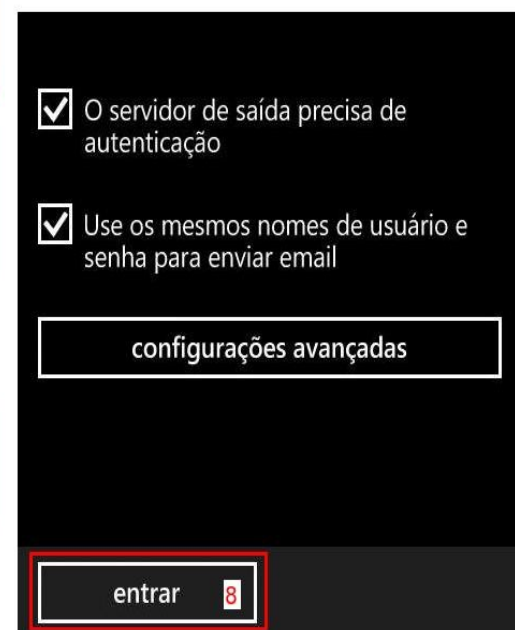 O servidor de saída precisa de
autenticação
Use os mesmos nomes de usuário e
senha para enviar email
configurações avançadas
entrar 8